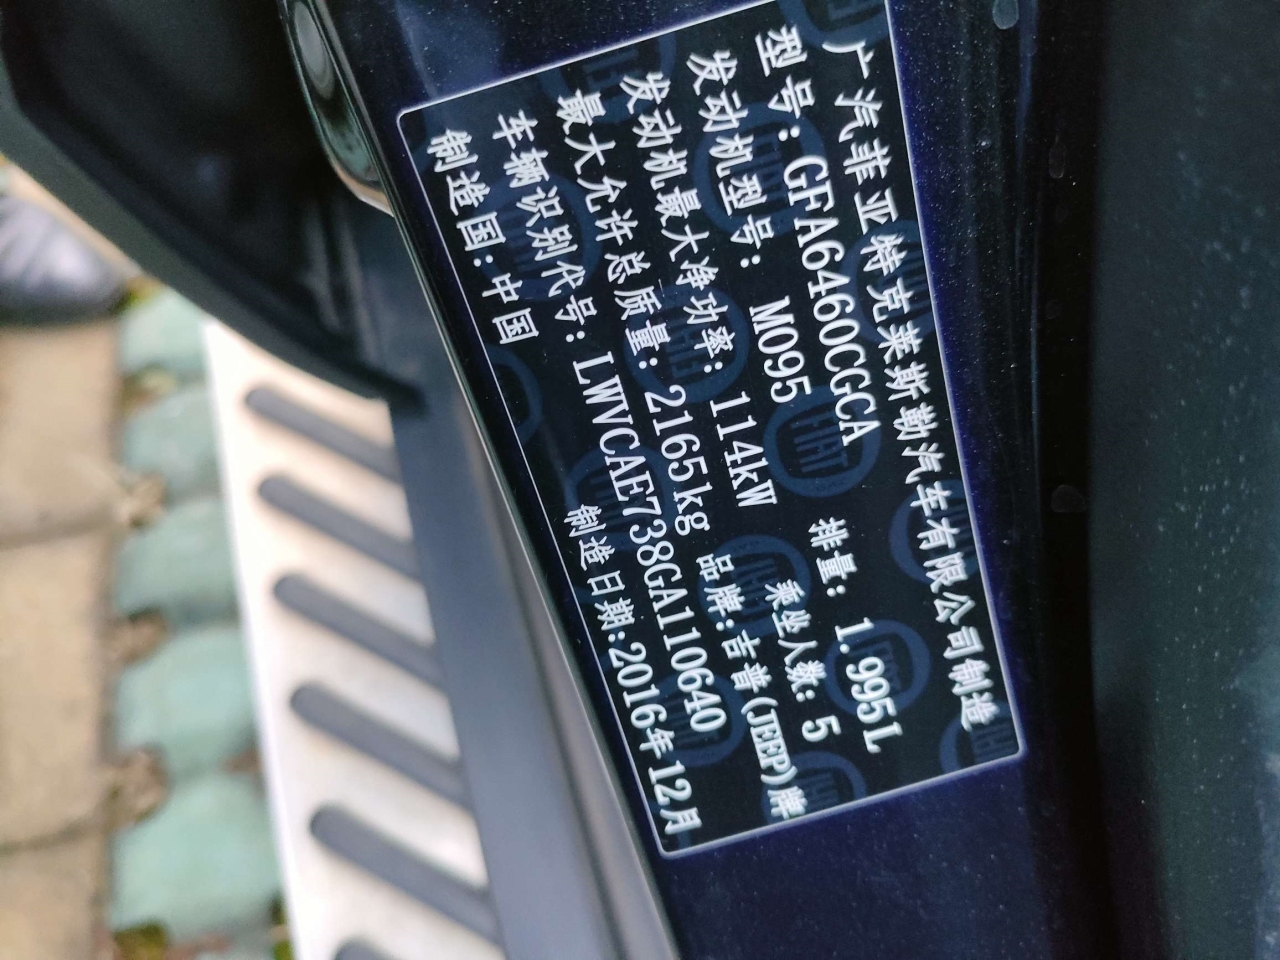 广汽菲亚特克莱斯勒汽车有限公司制造
型号：GFA6460CGCA 排量：1.995L
发动机型号：M095 乘坐人数：5
发动机最大净功率：114kW 品牌：吉普(JEEP)牌
最大允许总质量：2165kg
车辆识别代号：LWVCAE738GA110640
制造国：中国 制造日期：2016年12月